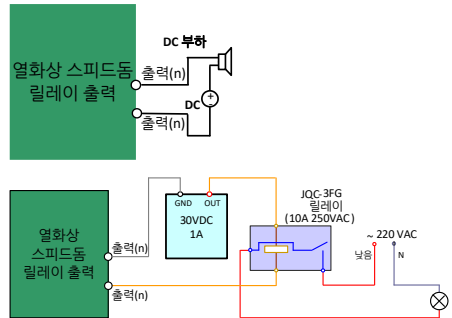 DC 부하
열화상 스피드돔
릴레이 출력
출력(n)
+
-
DC
출력(n)
GND OUT
30VDC
1A
JQC-3FG
릴레이
(10A 250VAC)
~ 220 VAC
낮음
N
열화상
스피드돔
릴레이 출력
출력(n)
출력(n)